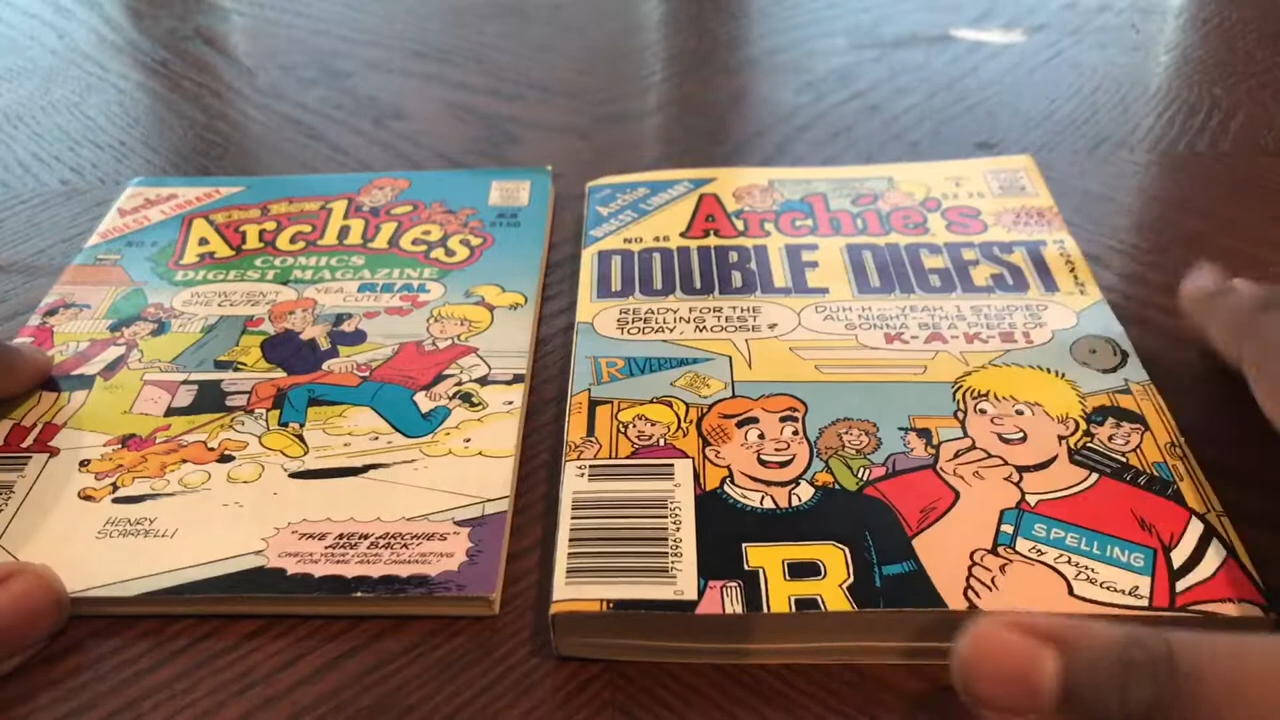 Archie
DIGEST LIBRARY
The New
Archies
COMICS
DIGEST MAGAZINE
$1.50
WOW! ISN'T
SHE CUTE?
YEA... REAL
CUTE!
HENRY
SCARPELLI
"THE NEW ARCHIES"
ARE BACK!
CHECK YOUR LOCAL TV LISTING
FOR TIME AND CHANNEL!
Archie
DIGEST LIBRARY
NO. 46
Archie's
DOUBLE DIGEST
MAGAZINE
READY FOR THE
SPELLING TEST
TODAY, MOOSE?
DUH-H---YEAH, I STUDIED
ALL NIGHT--THIS TEST IS
GONNA BE A PIECE OF
K-A-K-E!
RIVERDALE
46
0 71896 46951 6
R
SPELLING
by Dan
DeCarlo